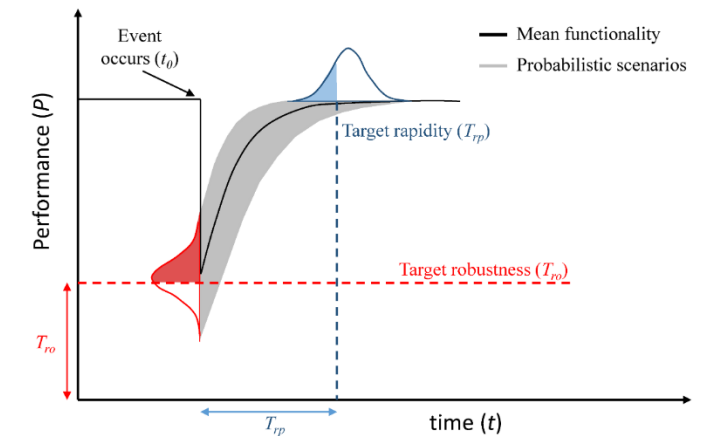 Event
occurs (t0)
Mean functionality
Probabilistic scenarios
Performance (P)
Target rapidity (Trp)
Target robustness (Tro)
Tro
Trp
time (t)